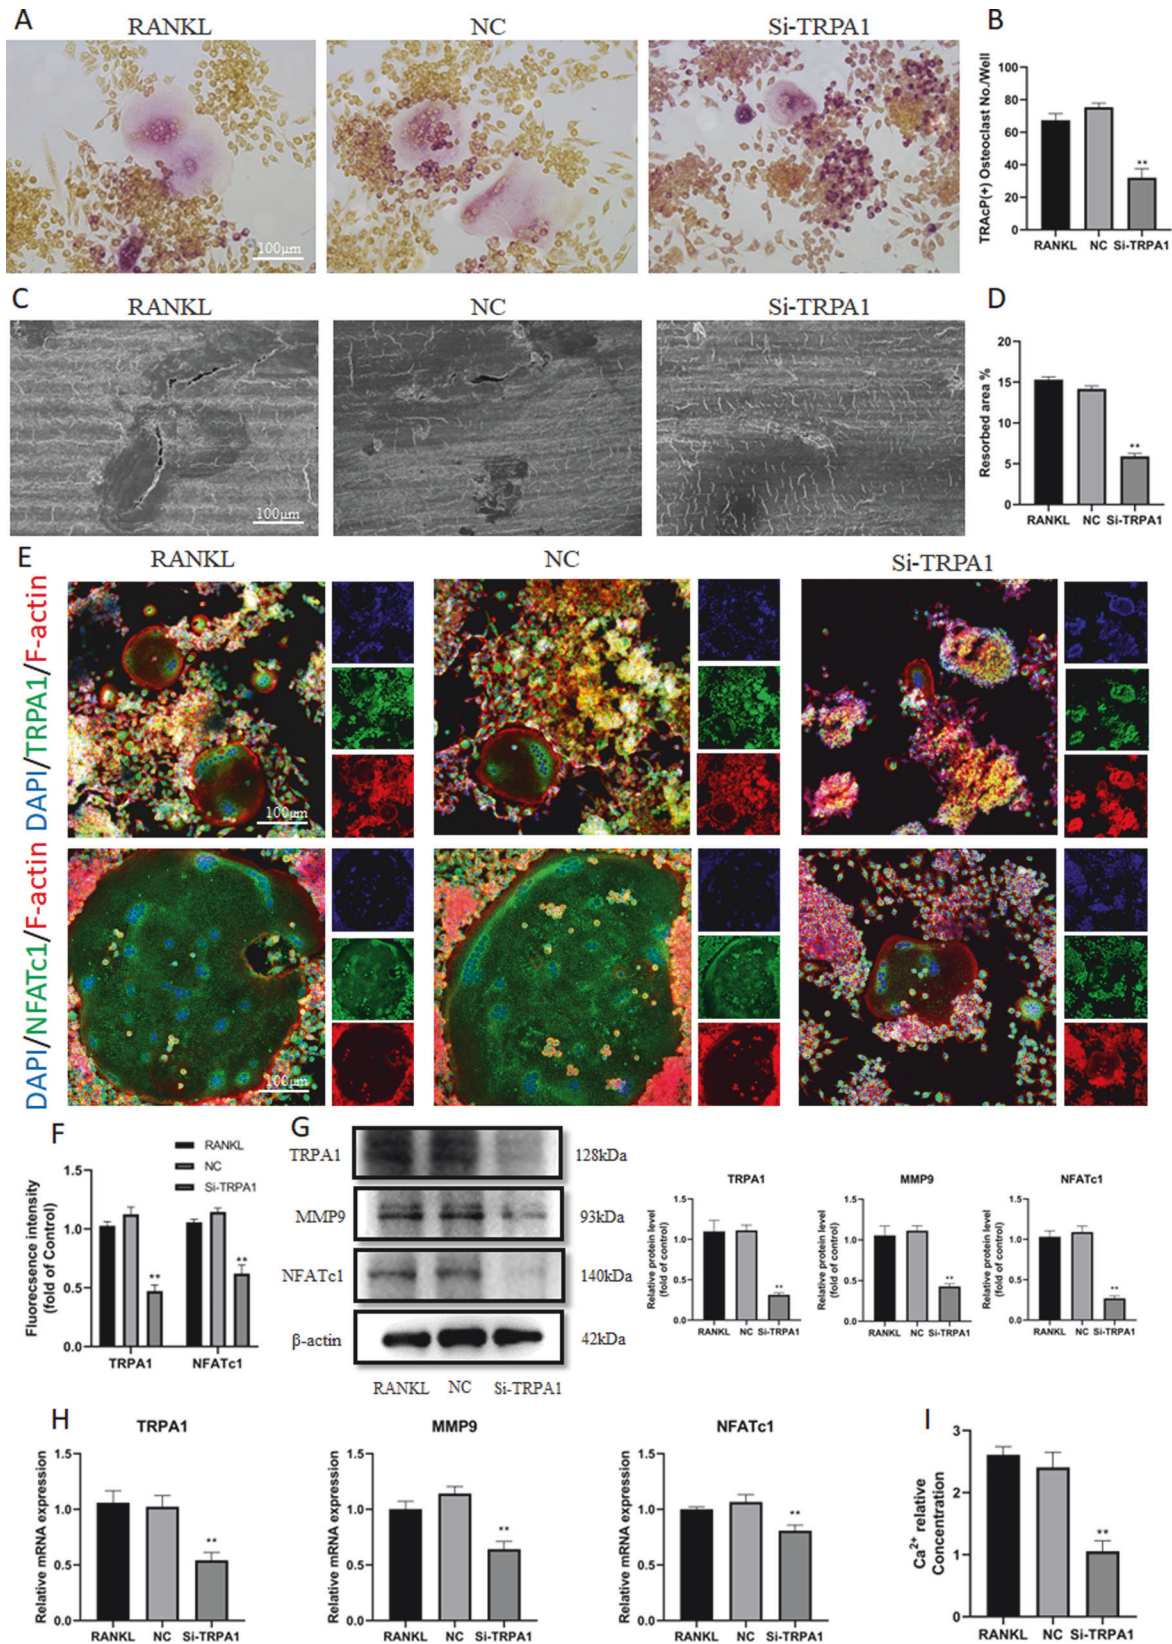 A
RANKL
NC
Si-TRPA1
100μm
B
TRAcP(+) Osteoclast No./Well
100
80
60
40
20
0
**
RANKL NC Si-TRPA1
C
RANKL
NC
Si-TRPA1
100μm
D
Resorbed area %
20
15
10
5
0
**
RANKL NC Si-TRPA1
E
RANKL
NC
Si-TRPA1
DAPI/TRPA1/F-actin
100μm
DAPI/NFATc1/F-actin
100μm
F
RANKL
NC
Si-TRPA1
Fluorecsence intensity
(fold of Control)
1.5
1.0
0.5
0.0
**
**
TRPA1 NFATc1
G
TRPA1 128kDa
MMP9 93kDa
NFATc1 140kDa
β-actin 42kDa
RANKL NC Si-TRPA1
TRPA1
Relative protein level
(fold of control)
1.5
1.0
0.5
0.0
**
RANKL NC Si-TRPA1
MMP9
Relative protein level
(fold of control)
1.5
1.0
0.5
0.0
**
RANKL NC Si-TRPA1
NFATc1
Relative protein level
(fold of control)
1.5
1.0
0.5
0.0
**
RANKL NC Si-TRPA1
H
TRPA1
Relative mRNA expression
1.5
1.0
0.5
0.0
**
RANKL NC Si-TRPA1
MMP9
Relative mRNA expression
1.5
1.0
0.5
0.0
**
RANKL NC Si-TRPA1
NFATc1
Relative mRNA expression
1.5
1.0
0.5
0.0
**
RANKL NC Si-TRPA1
I
Ca2+ relative
Concentration
3
2
1
0
**
RANKL NC Si-TRPA1